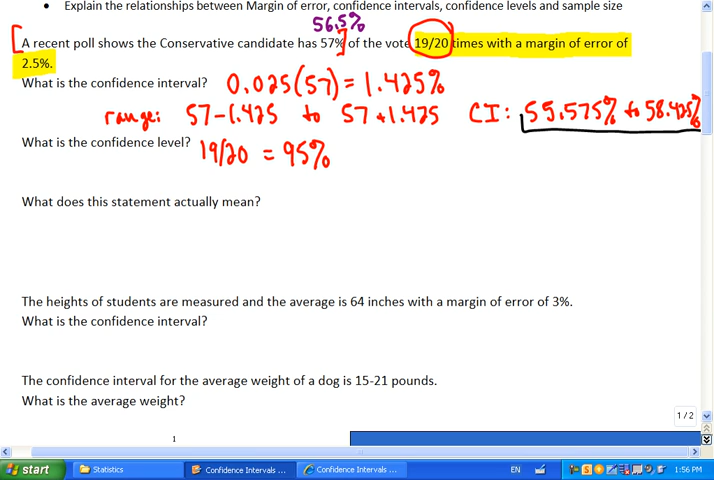 • Explain the relationships between Margin of error, confidence intervals, confidence levels and sample size
56.5%
[A recent poll shows the Conservative candidate has 57%] of the vote 19/20 times with a margin of error of
2.5%.
What is the confidence interval? 0.025(57) = 1.425%
range: 57-1.425 to 57+1.425 CI: 55.575% to 58.425%
What is the confidence level? 19/20 = 95%
What does this statement actually mean?
The heights of students are measured and the average is 64 inches with a margin of error of 3%.
What is the confidence interval?
The confidence interval for the average weight of a dog is 15-21 pounds.
What is the average weight?
1 / 2
1
start Statistics Confidence Intervals ... Confidence Intervals ... EN 1:56 PM